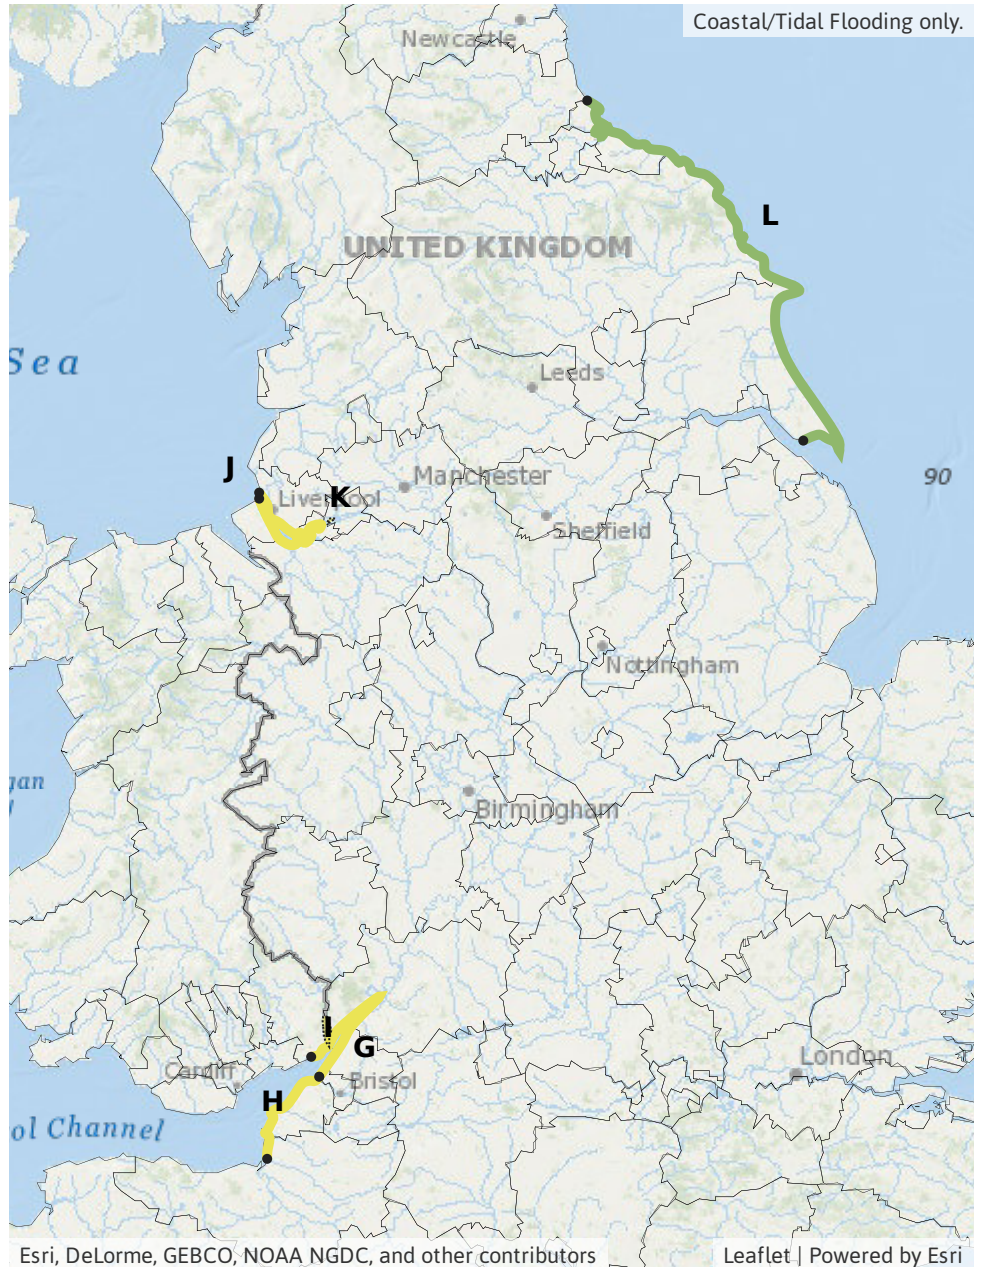 Coastal/Tidal Flooding only.
Newcastle
L
UNITED KINGDOM
Sea
Leeds
J
Manchester
90
Liverpool
K
Sheffield
Nottingham
gan
Birmingham
I
G
London
Cardiff
Bristol
H
ol Channel
Esri, DeLorme, GEBCO, NOAA NGDC, and other contributors
Leaflet | Powered by Esri